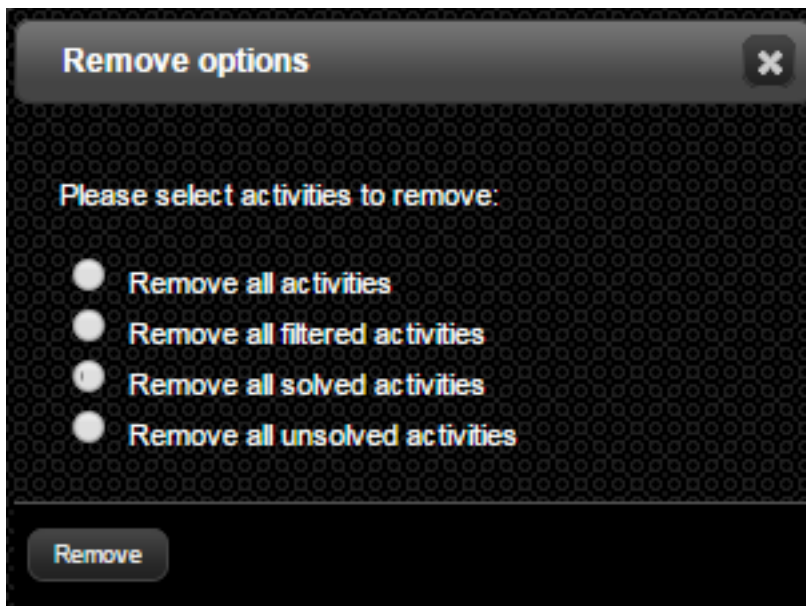 Remove options
Please select activities to remove:
Remove all activities
Remove all filtered activities
Remove all solved activities
Remove all unsolved activities
Remove